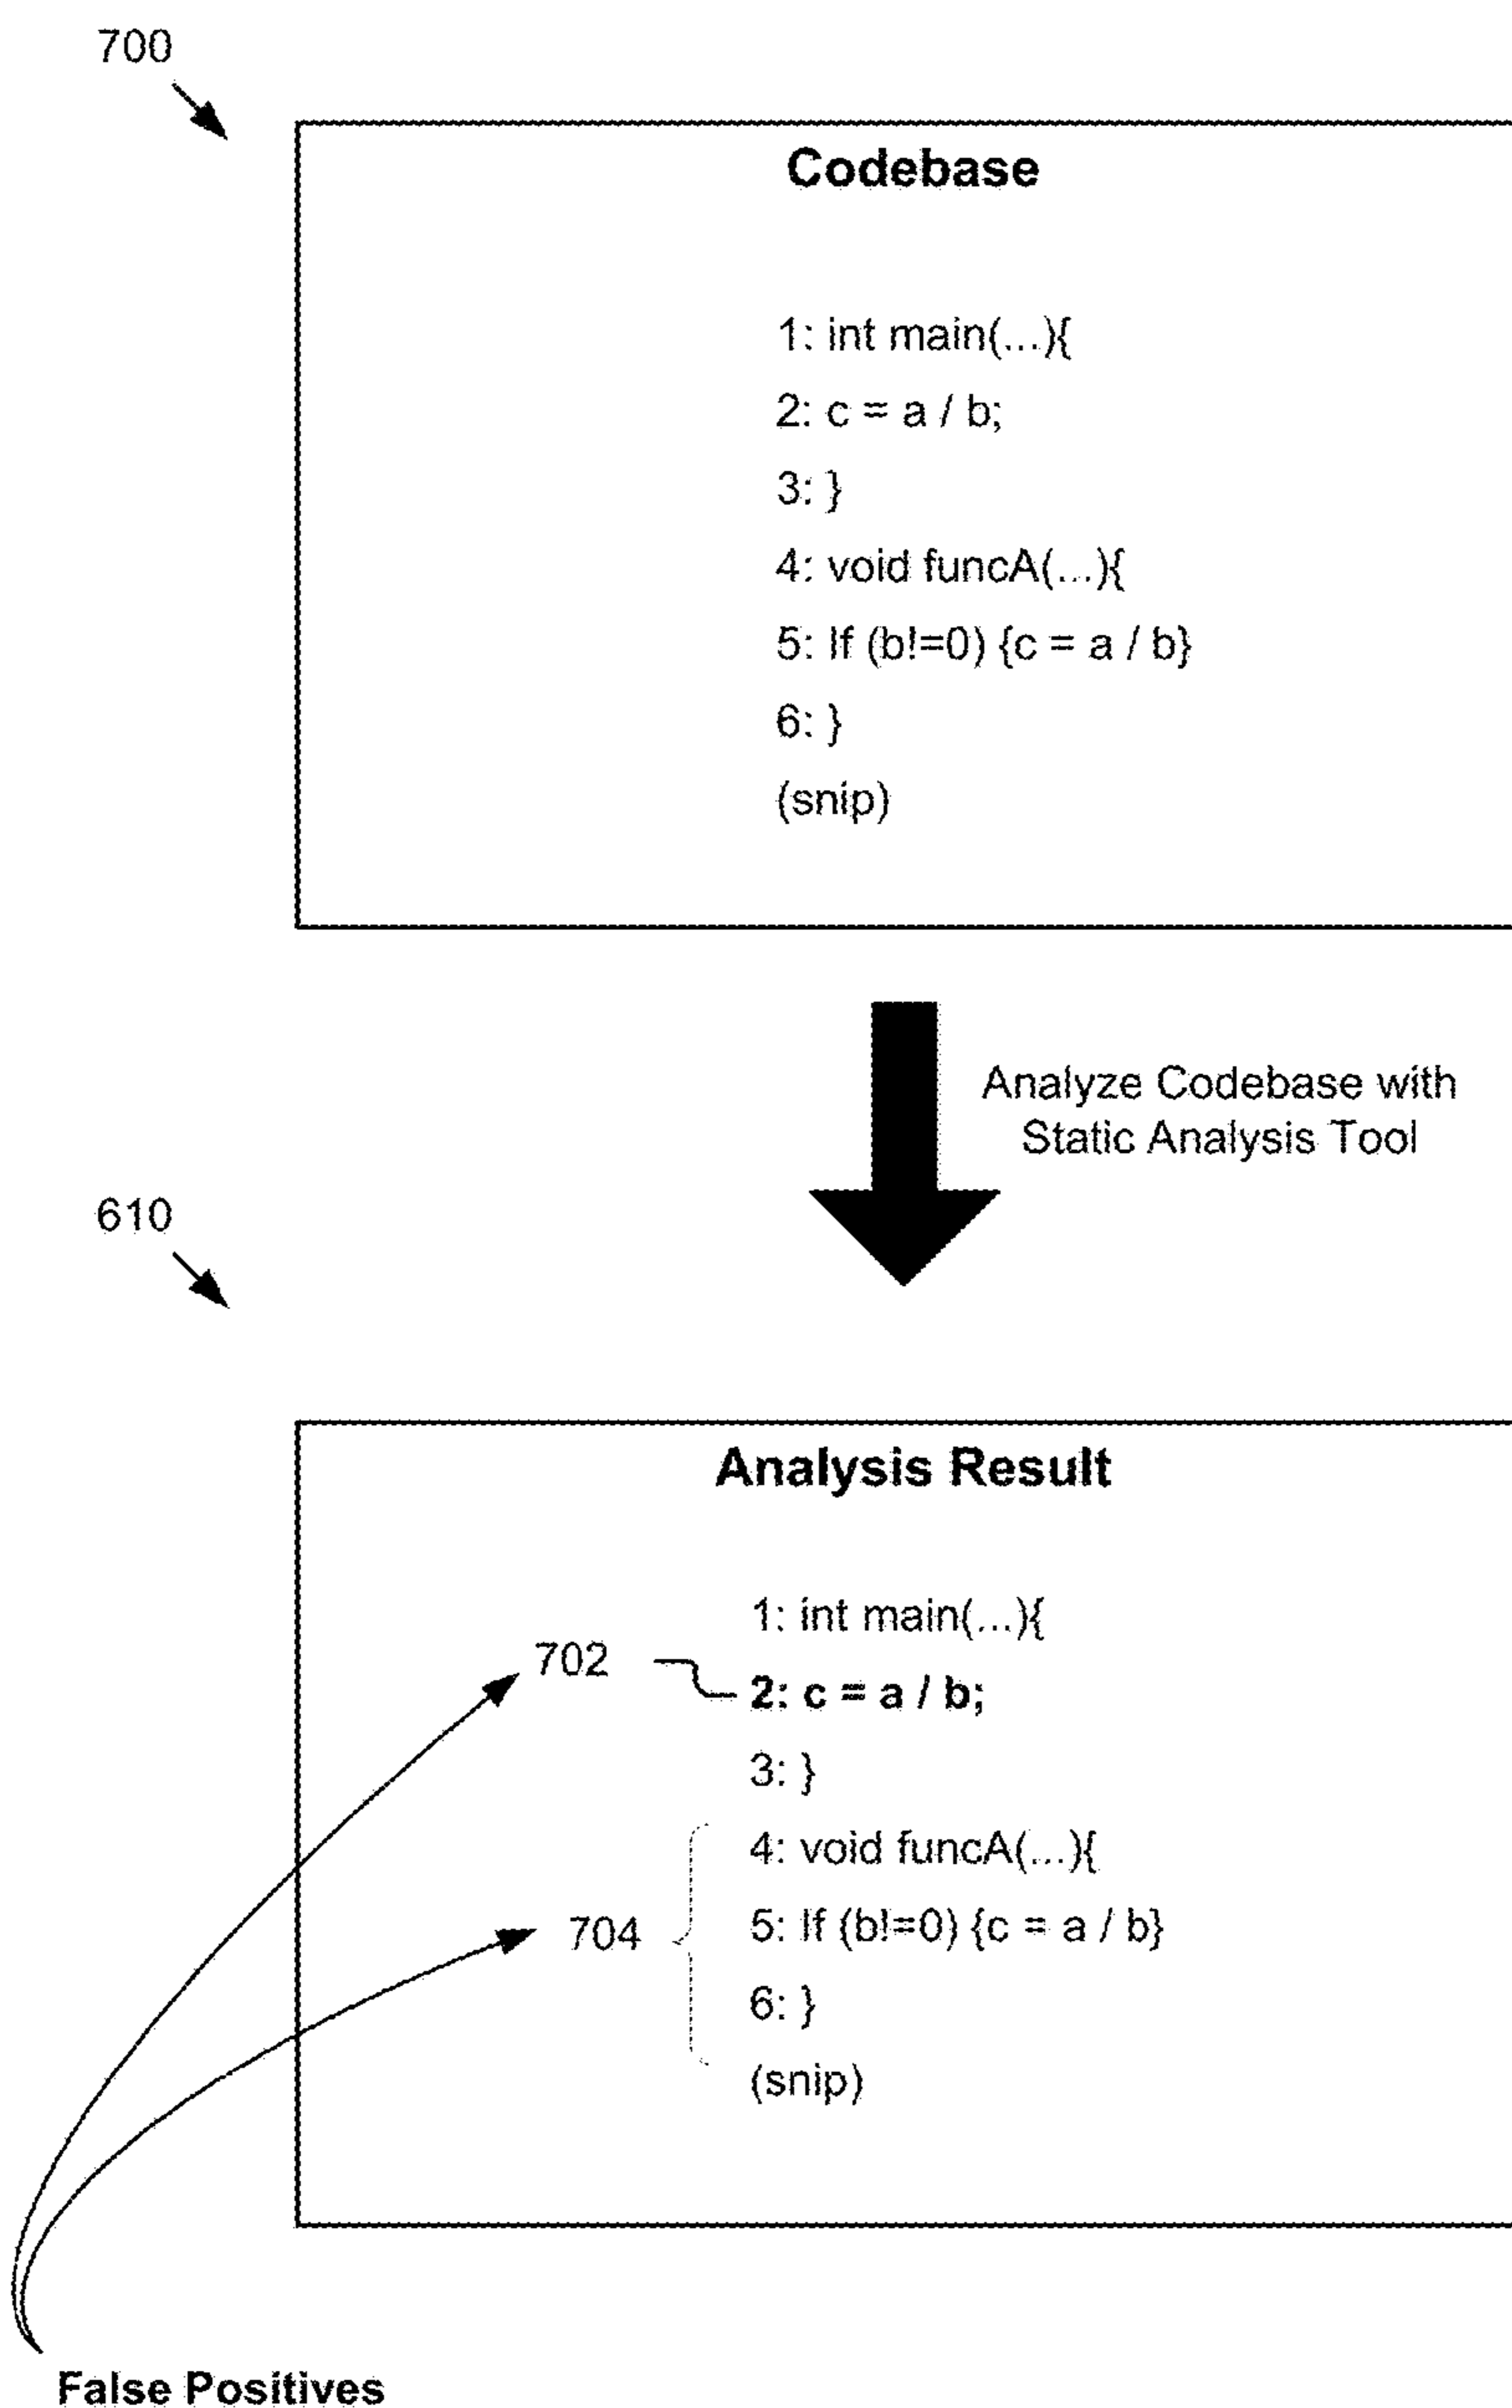 700
Codebase
1: int main(...){
2: c = a / b;
3: }
4: void funcA(...){
5: If (b!=0) {c = a / b}
6: }
(snip)
Analyze Codebase with
Static Analysis Tool
610
Analysis Result
1: int main(...){
702
2: c = a / b;
3: }
4: void funcA(...){
704
5: If (b!=0) {c = a / b}
6: }
(snip)
False Positives